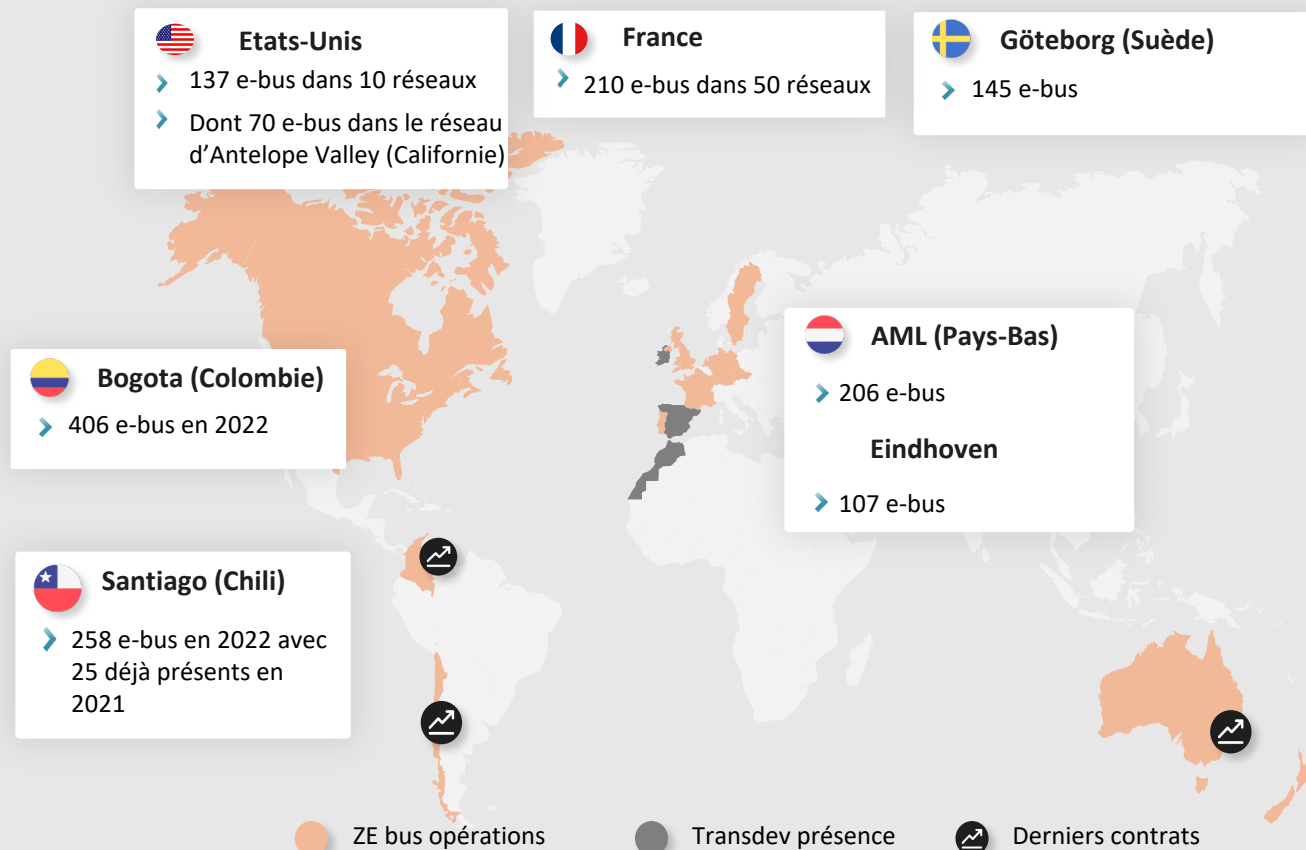 Etats-Unis
137 e-bus dans 10 réseaux
Dont 70 e-bus dans le réseau
d'Antelope Valley (Californie)
France
210 e-bus dans 50 réseaux
Göteborg (Suède)
145 e-bus
Bogota (Colombie)
406 e-bus en 2022
AML (Pays-Bas)
206 e-bus
Eindhoven
107 e-bus
Santiago (Chili)
258 e-bus en 2022 avec
25 déjà présents en
2021
ZE bus opérations
Transdev présence
Derniers contrats